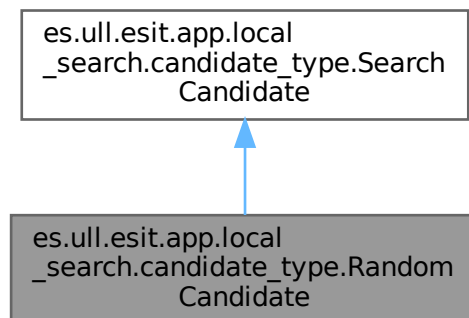 es.ull.esit.app.local
_search.candidate_type.Search
Candidate
es.ull.esit.app.local
_search.candidate_type.Random
Candidate